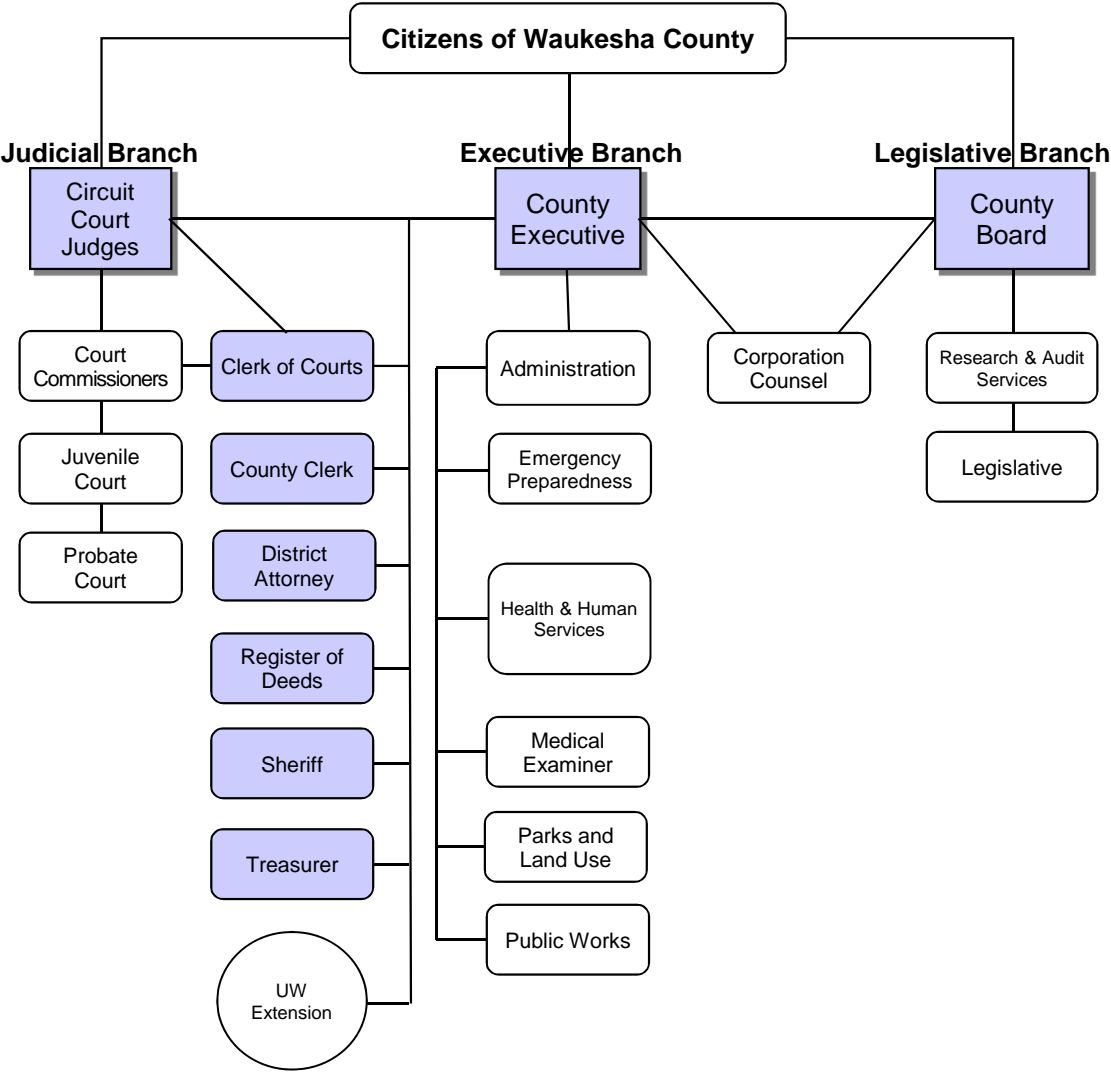 Citizens of Waukesha County
Judicial Branch
Executive Branch
Legislative Branch
Circuit
Court
Judges
County
Executive
County
Board
Court
Commissioners
Clerk of Courts
Administration
Corporation
Counsel
Research & Audit
Services
Juvenile
Court
County Clerk
Emergency
Preparedness
Legislative
Probate
Court
District
Attorney
Health & Human
Services
Register of
Deeds
Sheriff
Medical
Examiner
Treasurer
Parks and
Land Use
Public Works
UW
Extension